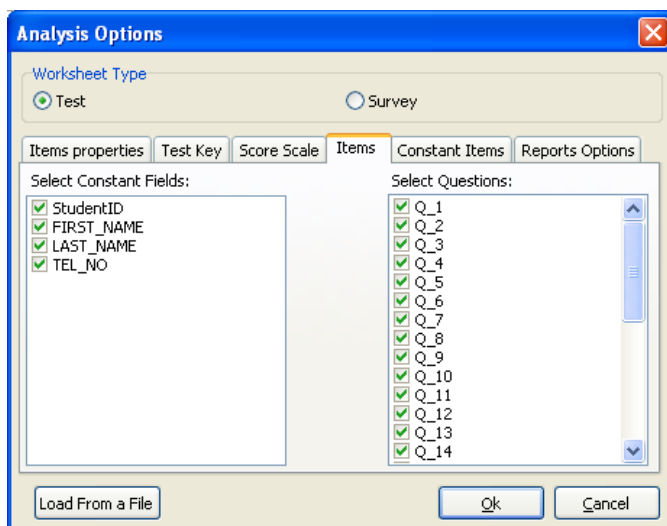 Analysis Options
Worksheet Type
Test
Survey
Items properties
Test Key
Score Scale
Items
Constant Items
Reports Options
Select Constant Fields:
StudentID
FIRST_NAME
LAST_NAME
TEL_NO
Select Questions:
Q_1
Q_2
Q_3
Q_4
Q_5
Q_6
Q_7
Q_8
Q_9
Q_10
Q_11
Q_12
Q_13
Q_14
Load From a File
Ok
Cancel